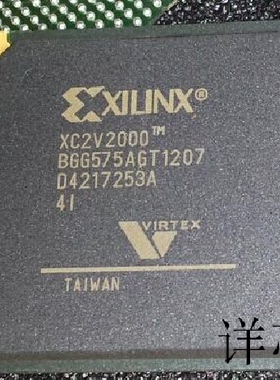 XILINX®
XC2V2000™
BGG575AGT1207
D4217253A
4I
VIRTEX
TAIWAN
详